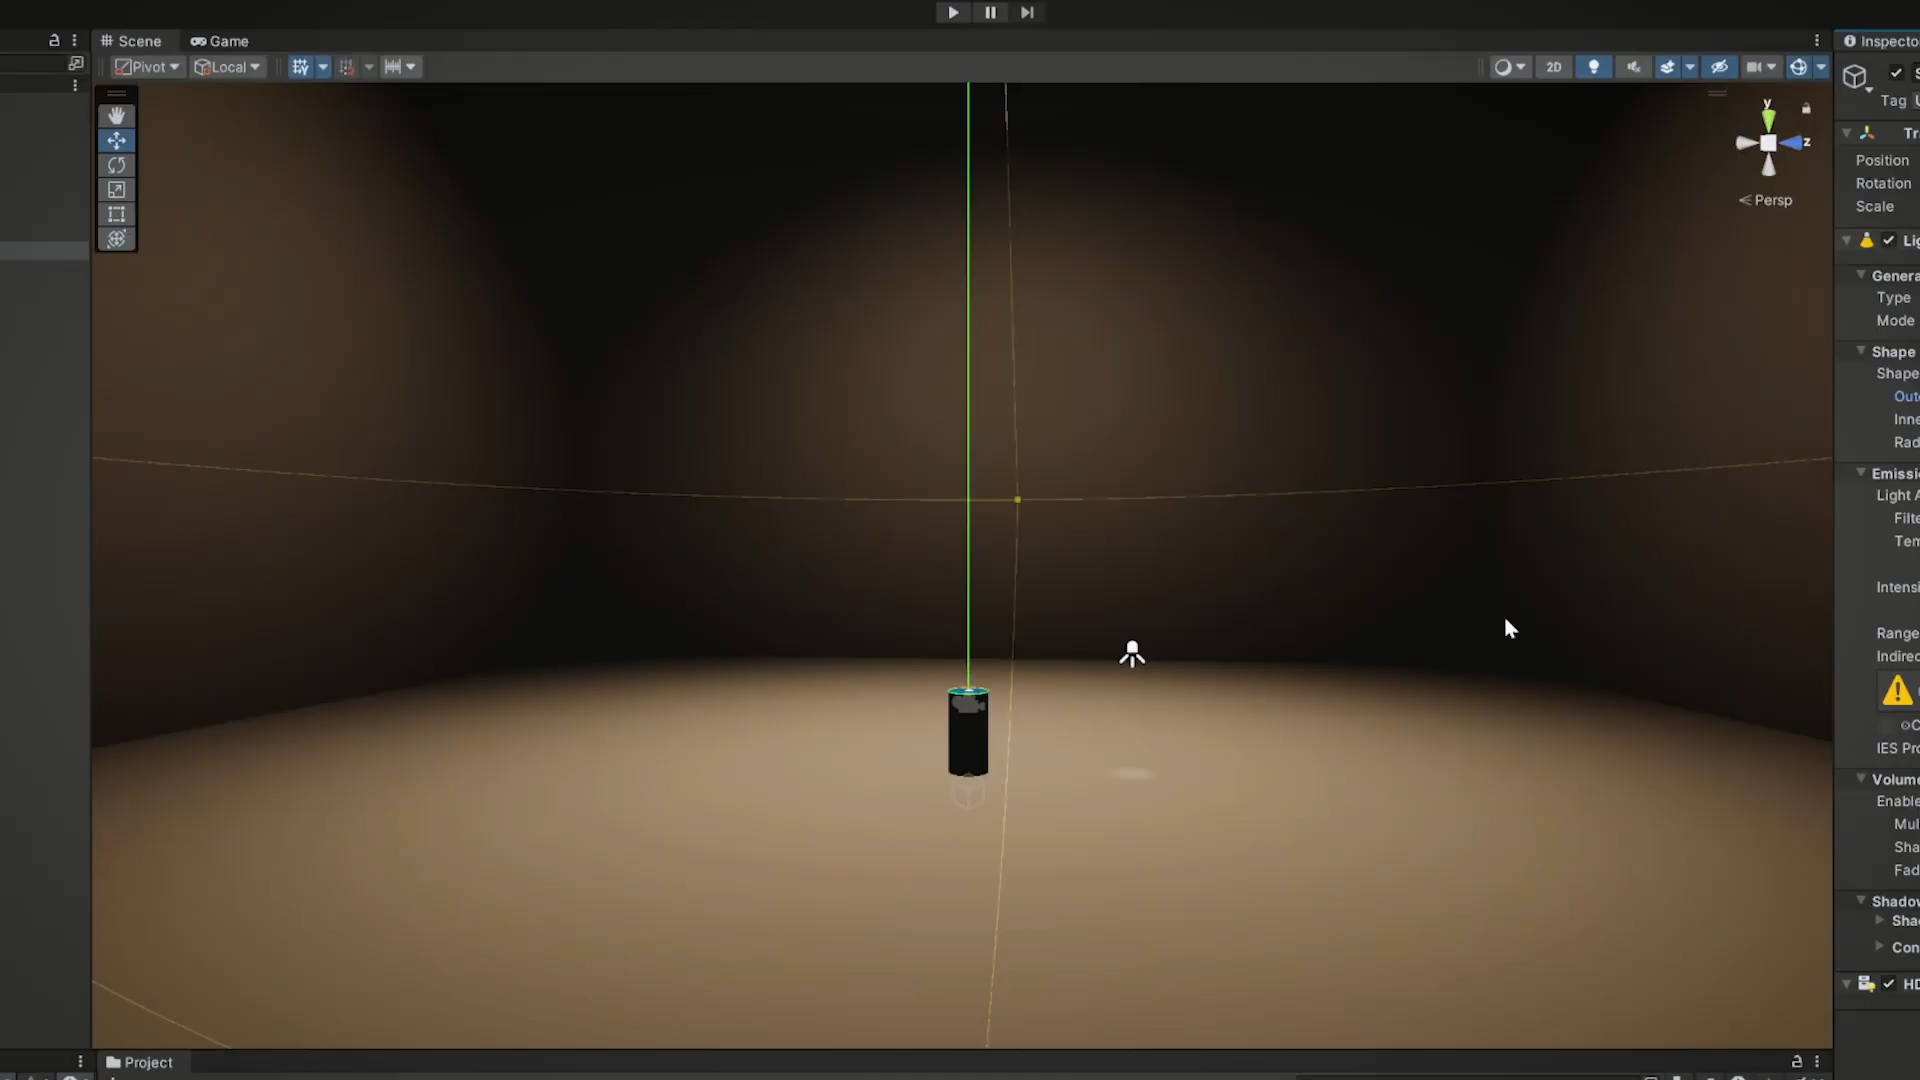 Scene
Game
Inspecto
Pivot
Local
2D
Tag
y
z
Persp
Tr
Position
Rotation
Scale
Lig
Genera
Type
Mode
Shape
Shape
Oute
Inne
Rad
Emissi
Light A
Filte
Tem
Intensi
Range
Indirec
IES Pro
Volume
Enable
Mul
Sha
Fad
Shadov
Sha
Con
HD
Project